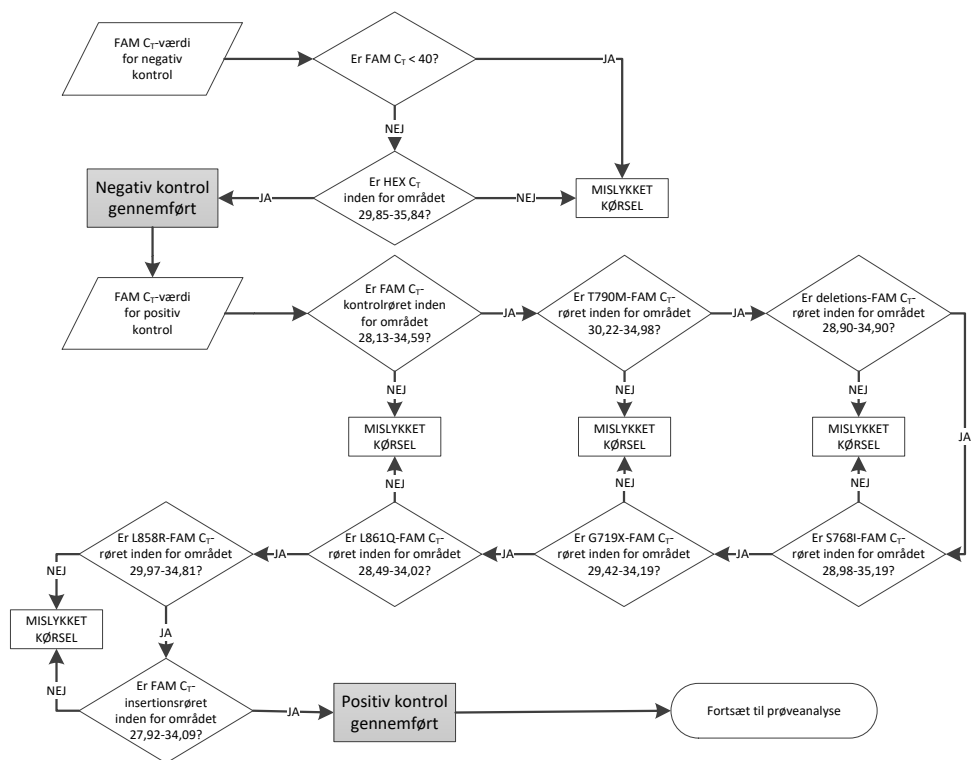 FAM CT-værdi
for negativ
kontrol
Er FAM CT < 40?
JA
NEJ
Er HEX CT
inden for området
29,85-35,84?
JA
NEJ
MISLYKKET
KØRSEL
Negativ kontrol
gennemført
FAM CT-værdi
for positiv
kontrol
Er FAM CT-
kontrolrøret inden
for området
28,13-34,59?
JA
Er T790M-FAM CT-
røret inden for området
30,22-34,98?
JA
Er deletions-FAM CT-
røret inden for området
28,90-34,90?
NEJ
NEJ
NEJ
JA
MISLYKKET
KØRSEL
MISLYKKET
KØRSEL
MISLYKKET
KØRSEL
NEJ
NEJ
NEJ
Er L858R-FAM CT-
røret inden for området
29,97-34,81?
JA
Er L861Q-FAM CT-
røret inden for området
28,49-34,02?
JA
Er G719X-FAM CT-
røret inden for området
29,42-34,19?
JA
Er S768I-FAM CT-
røret inden for området
28,98-35,19?
NEJ
MISLYKKET
KØRSEL
JA
NEJ
Er FAM CT-
insertionsrøret
inden for området
27,92-34,09?
JA
Positiv kontrol
gennemført
Fortsæt til prøveanalyse